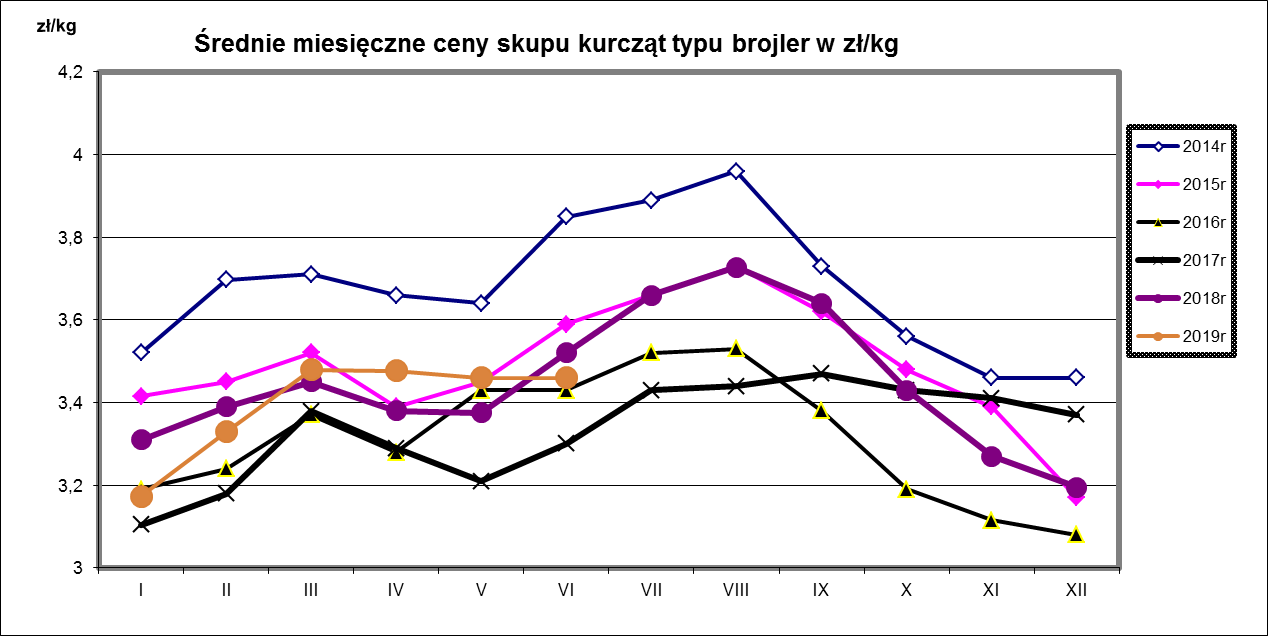 zł/kg
Średnie miesięczne ceny skupu kurcząt typu brojler w zł/kg
4,2
4
3,8
3,6
3,4
3,2
3
I II III IV V VI VII VIII IX X XI XII
2014r
2015r
2016r
2017r
2018r
2019r